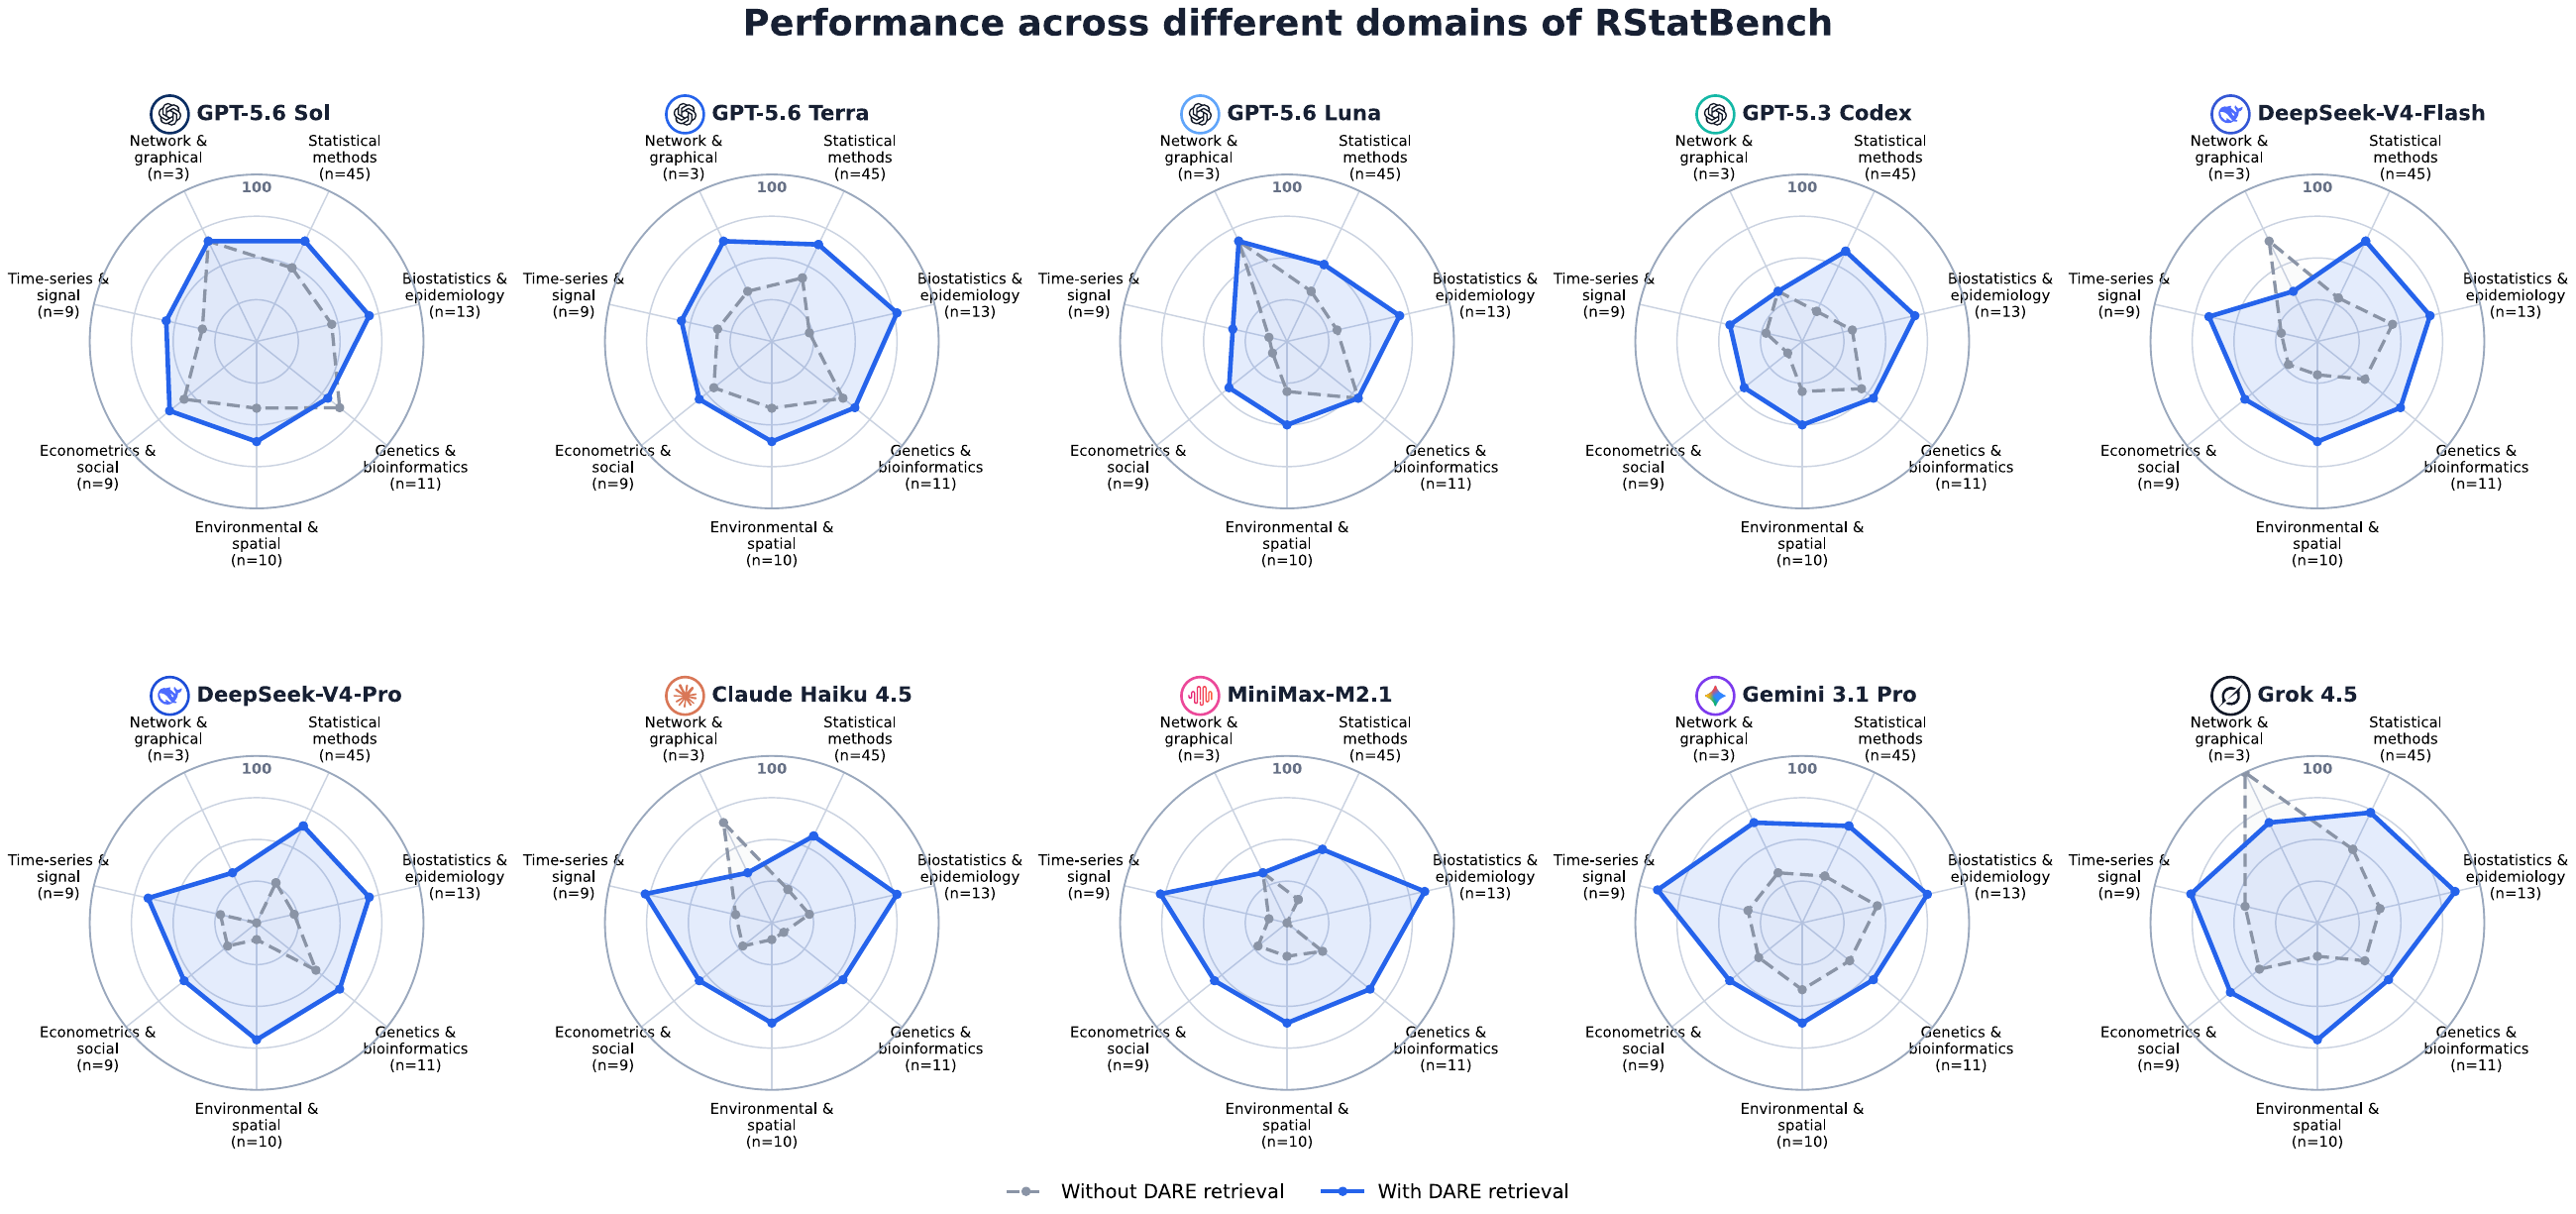 Performance across different domains of RStatBench
GPT-5.6 Sol
Network &
graphical
(n=3)
Statistical
methods
(n=45)
100
Time-series &
signal
(n=9)
Biostatistics &
epidemiology
(n=13)
Econometrics &
social
(n=9)
Genetics &
bioinformatics
(n=11)
Environmental &
spatial
(n=10)
GPT-5.6 Terra
Network &
graphical
(n=3)
Statistical
methods
(n=45)
100
Time-series &
signal
(n=9)
Biostatistics &
epidemiology
(n=13)
Econometrics &
social
(n=9)
Genetics &
bioinformatics
(n=11)
Environmental &
spatial
(n=10)
GPT-5.6 Luna
Network &
graphical
(n=3)
Statistical
methods
(n=45)
100
Time-series &
signal
(n=9)
Biostatistics &
epidemiology
(n=13)
Econometrics &
social
(n=9)
Genetics &
bioinformatics
(n=11)
Environmental &
spatial
(n=10)
GPT-5.3 Codex
Network &
graphical
(n=3)
Statistical
methods
(n=45)
100
Time-series &
signal
(n=9)
Biostatistics &
epidemiology
(n=13)
Econometrics &
social
(n=9)
Genetics &
bioinformatics
(n=11)
Environmental &
spatial
(n=10)
DeepSeek-V4-Flash
Network &
graphical
(n=3)
Statistical
methods
(n=45)
100
Time-series &
signal
(n=9)
Biostatistics &
epidemiology
(n=13)
Econometrics &
social
(n=9)
Genetics &
bioinformatics
(n=11)
Environmental &
spatial
(n=10)
DeepSeek-V4-Pro
Network &
graphical
(n=3)
Statistical
methods
(n=45)
100
Time-series &
signal
(n=9)
Biostatistics &
epidemiology
(n=13)
Econometrics &
social
(n=9)
Genetics &
bioinformatics
(n=11)
Environmental &
spatial
(n=10)
Claude Haiku 4.5
Network &
graphical
(n=3)
Statistical
methods
(n=45)
100
Time-series &
signal
(n=9)
Biostatistics &
epidemiology
(n=13)
Econometrics &
social
(n=9)
Genetics &
bioinformatics
(n=11)
Environmental &
spatial
(n=10)
MiniMax-M2.1
Network &
graphical
(n=3)
Statistical
methods
(n=45)
100
Time-series &
signal
(n=9)
Biostatistics &
epidemiology
(n=13)
Econometrics &
social
(n=9)
Genetics &
bioinformatics
(n=11)
Environmental &
spatial
(n=10)
Gemini 3.1 Pro
Network &
graphical
(n=3)
Statistical
methods
(n=45)
100
Time-series &
signal
(n=9)
Biostatistics &
epidemiology
(n=13)
Econometrics &
social
(n=9)
Genetics &
bioinformatics
(n=11)
Environmental &
spatial
(n=10)
Grok 4.5
Network &
graphical
(n=3)
Statistical
methods
(n=45)
100
Time-series &
signal
(n=9)
Biostatistics &
epidemiology
(n=13)
Econometrics &
social
(n=9)
Genetics &
bioinformatics
(n=11)
Environmental &
spatial
(n=10)
Without DARE retrieval
With DARE retrieval